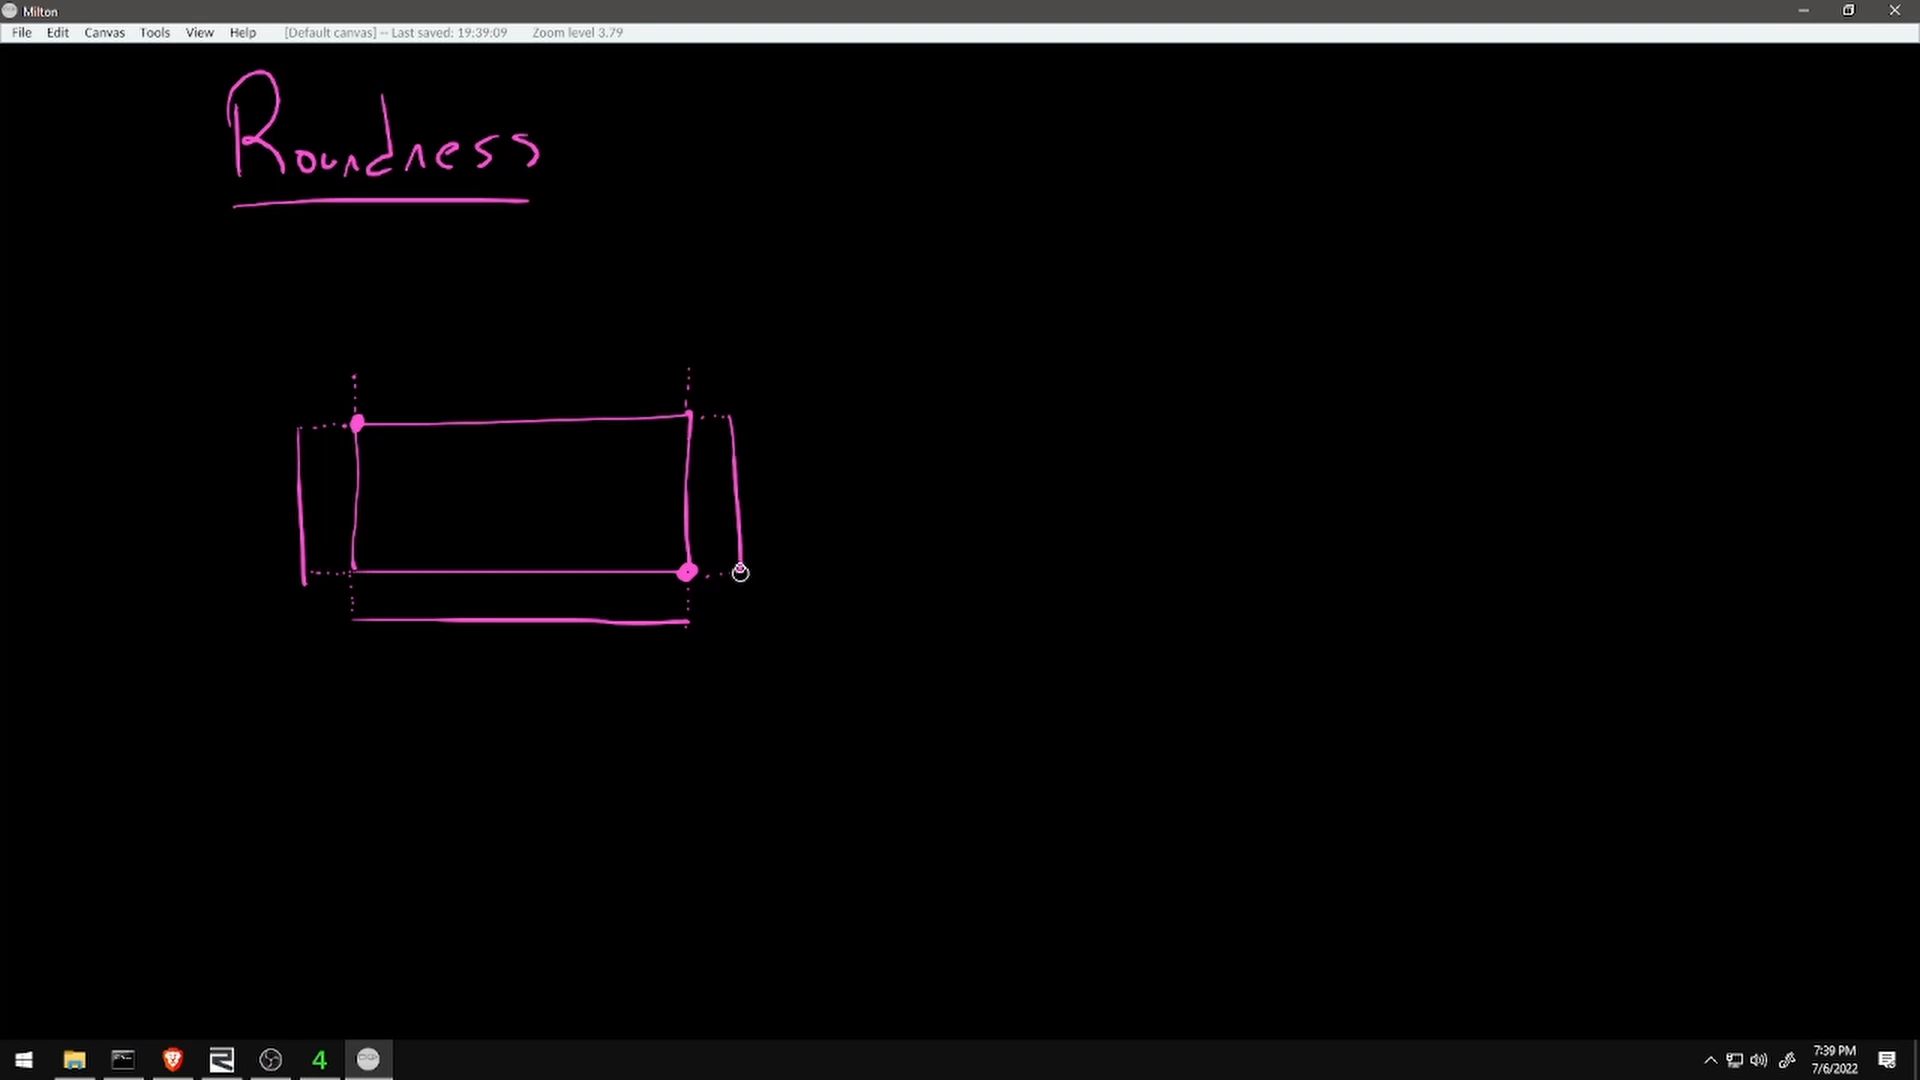 Milton
File Edit Canvas Tools View Help [Default canvas] -- Last saved: 19:39:09 Zoom level 3.79
Roundness
4
7:39 PM
7/6/2022